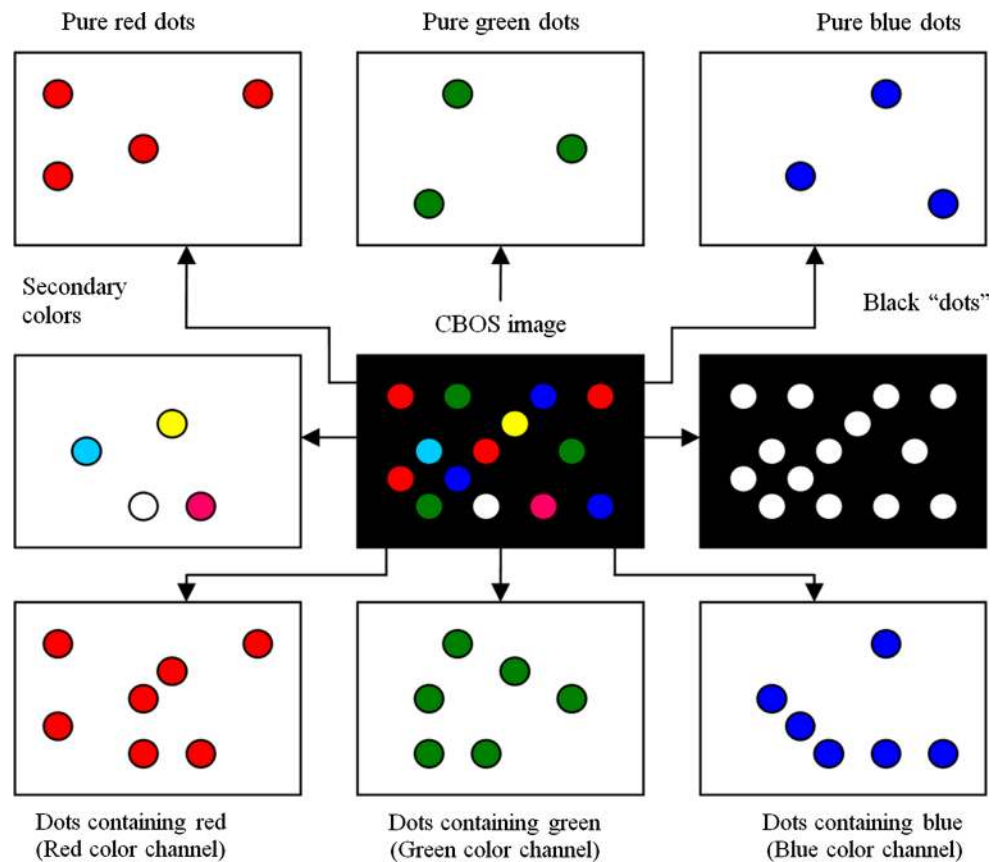 Pure red dots
Pure green dots
Pure blue dots
Secondary
colors
CBOS image
Black “dots”
Dots containing red
(Red color channel)
Dots containing green
(Green color channel)
Dots containing blue
(Blue color channel)